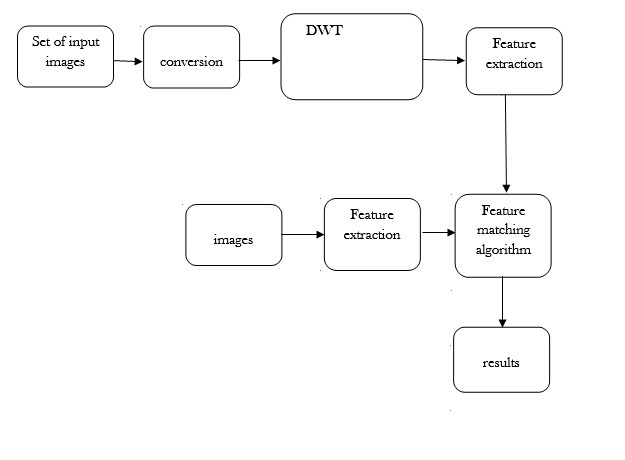 Set of input
images
conversion
DWT
Feature
extraction
images
Feature
extraction
Feature
matching
algorithm
results